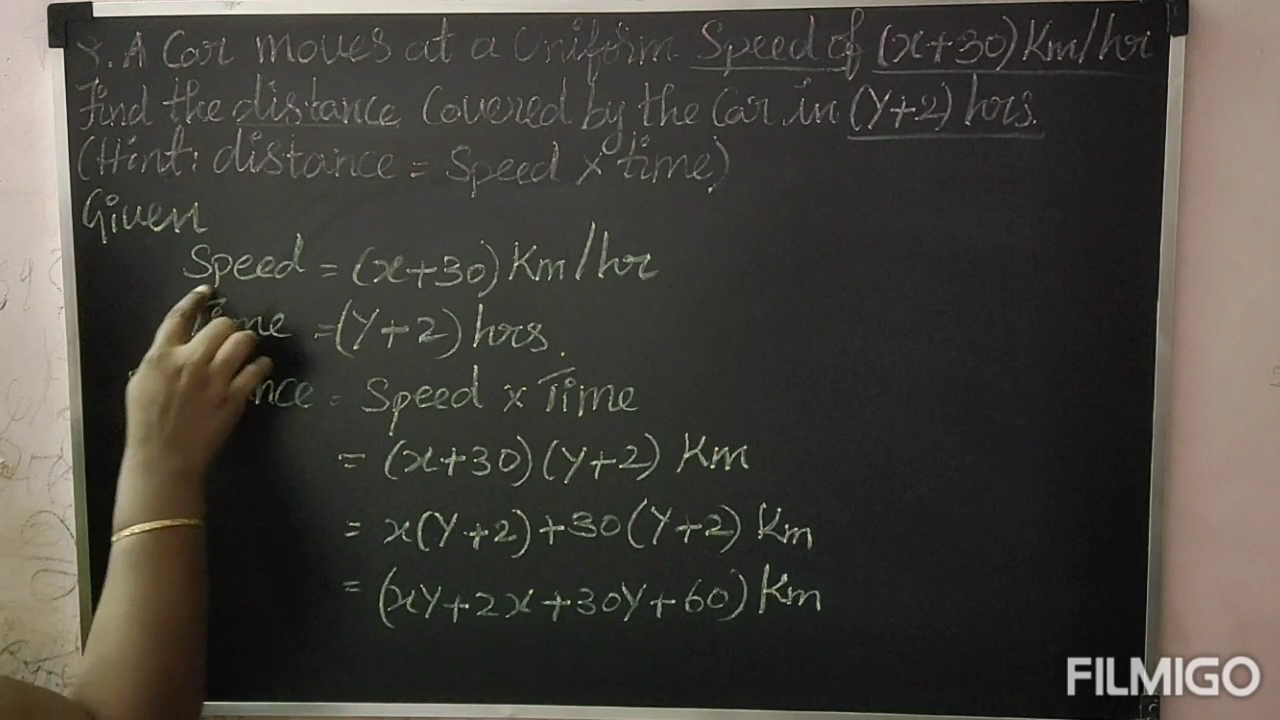 3. A Car moves at a Uniform Speed of (x+30) Km/hr
Find the distance Covered by the Car in (Y+2) hrs.
(Hint: distance = Speed × time)
Given
Speed = (x+30) Km/hr
Time = (Y+2) hrs.
= Speed × Time
= (x+30)(Y+2) Km
= x(Y+2)+30(Y+2) Km
= (xY+2x+30Y+60) Km
FILMIGO